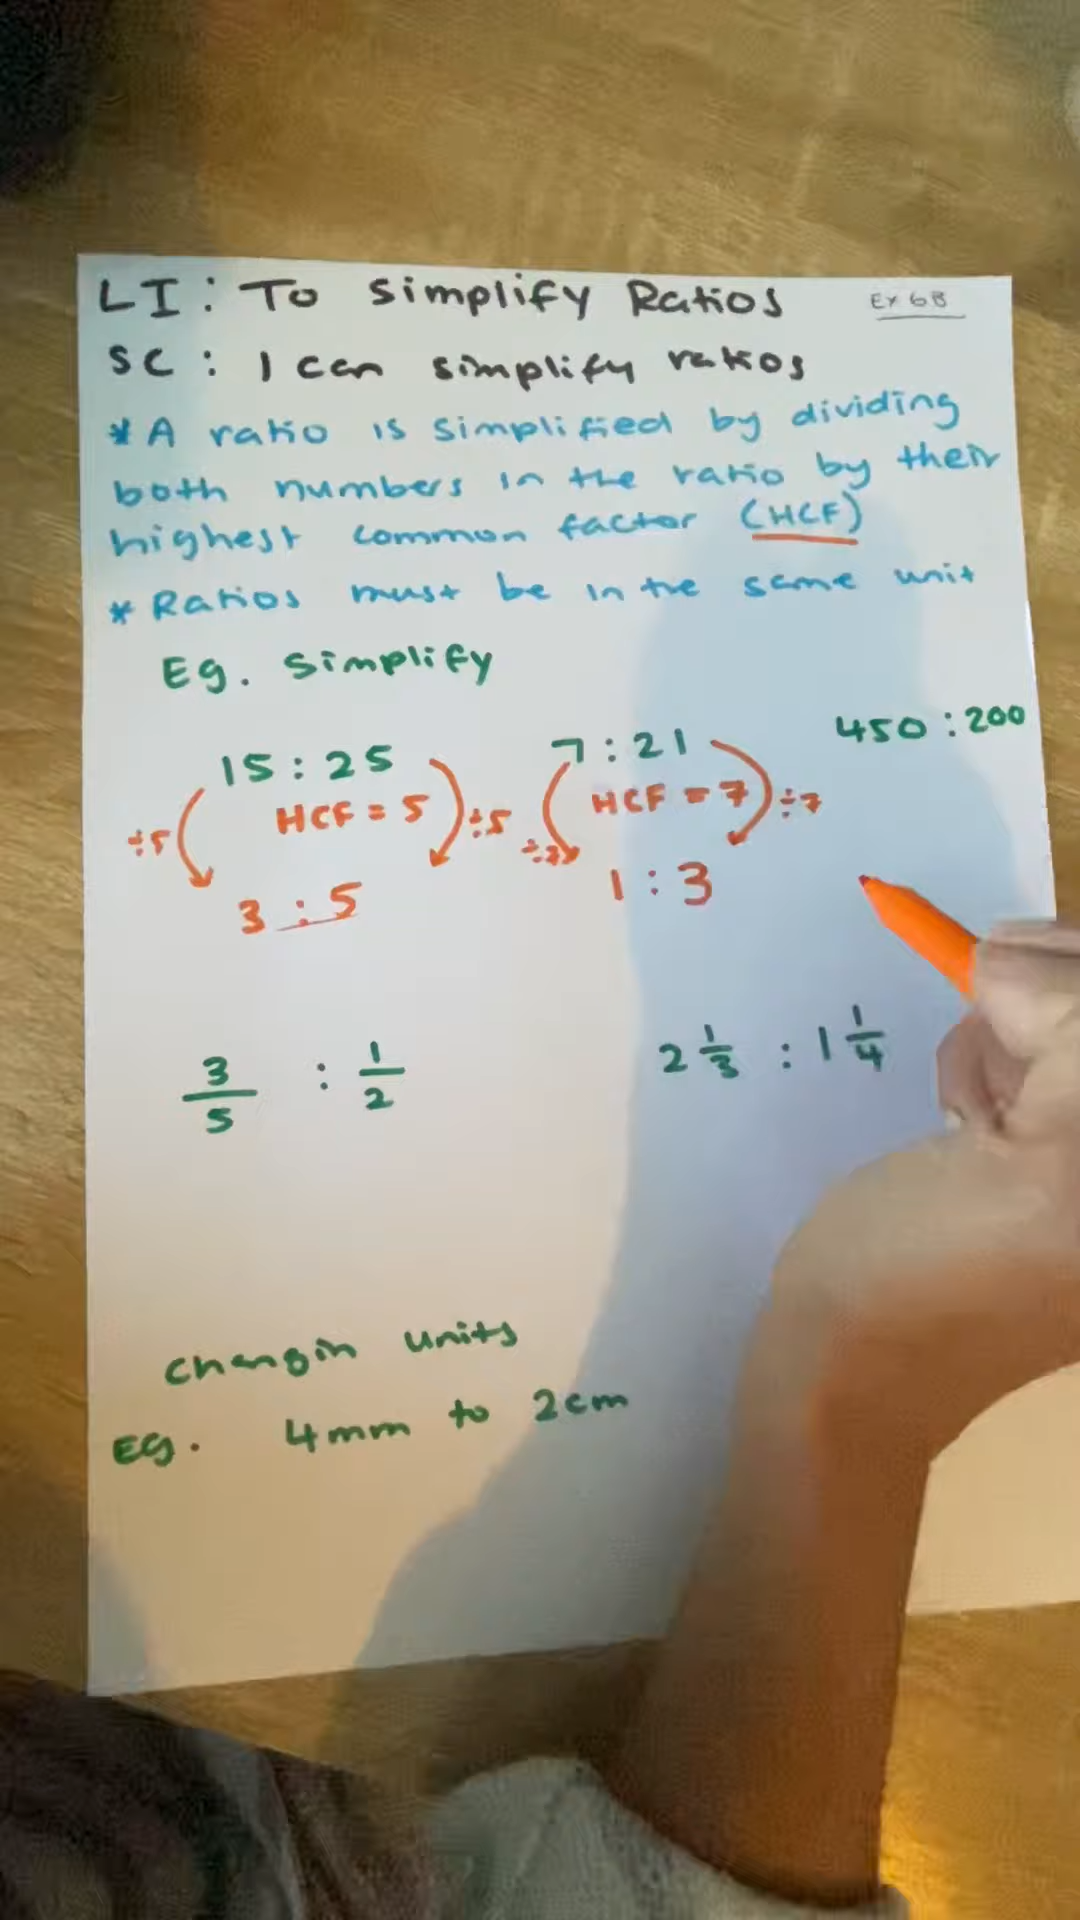 LI: To Simplify Ratios Ex 6B
SC: I can simplify ratios
* A ratio is simplified by dividing
both numbers in the ratio by their
highest common factor (HCF)
* Ratios must be in the same unit
Eg. Simplify
15:25 7:21 450:200
÷5 HCF = 5 ÷5 ÷7 HCF = 7 ÷7
3:5 1:3
3/5 : 1/2 2 1/3 : 1 1/4
Changin units
EG. 4mm to 2cm